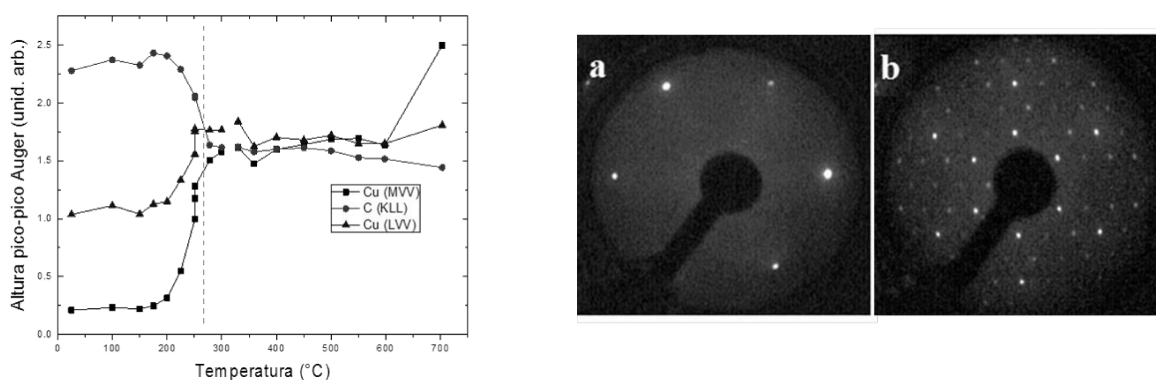 Altura pico-pico Auger (unid. arb.)
2.5
2.0
1.5
1.0
0.5
0.0
Cu (MVV)
C (KLL)
Cu (LVV)
0 100 200 300 400 500 600 700
Temperatura (°C)
a
b